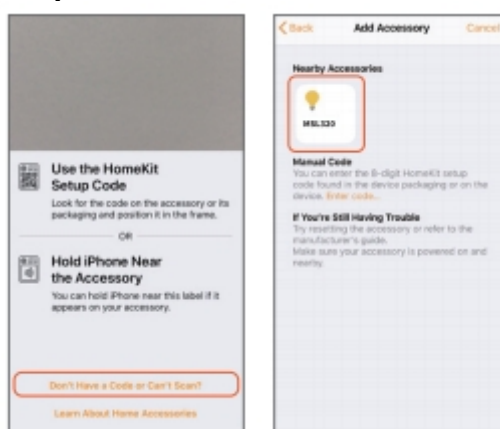 Use the HomeKit
Setup Code
Look for the code on the accessory or its
packaging and position it in the frame.
OR
Hold iPhone Near
the Accessory
You can hold iPhone near this label if it
appears on your accessory.
Don't Have a Code or Can't Scan?
Learn About Home Accessories
Back Add Accessory Cancel
Nearby Accessories
MSL320
Manual Code
You can enter the 8-digit HomeKit setup
code found in the device packaging or on the
device. Enter code...
If You're Still Having Trouble
Try resetting the accessory or refer to the
manufacturer's guide.
Make sure your accessory is powered on and
nearby.